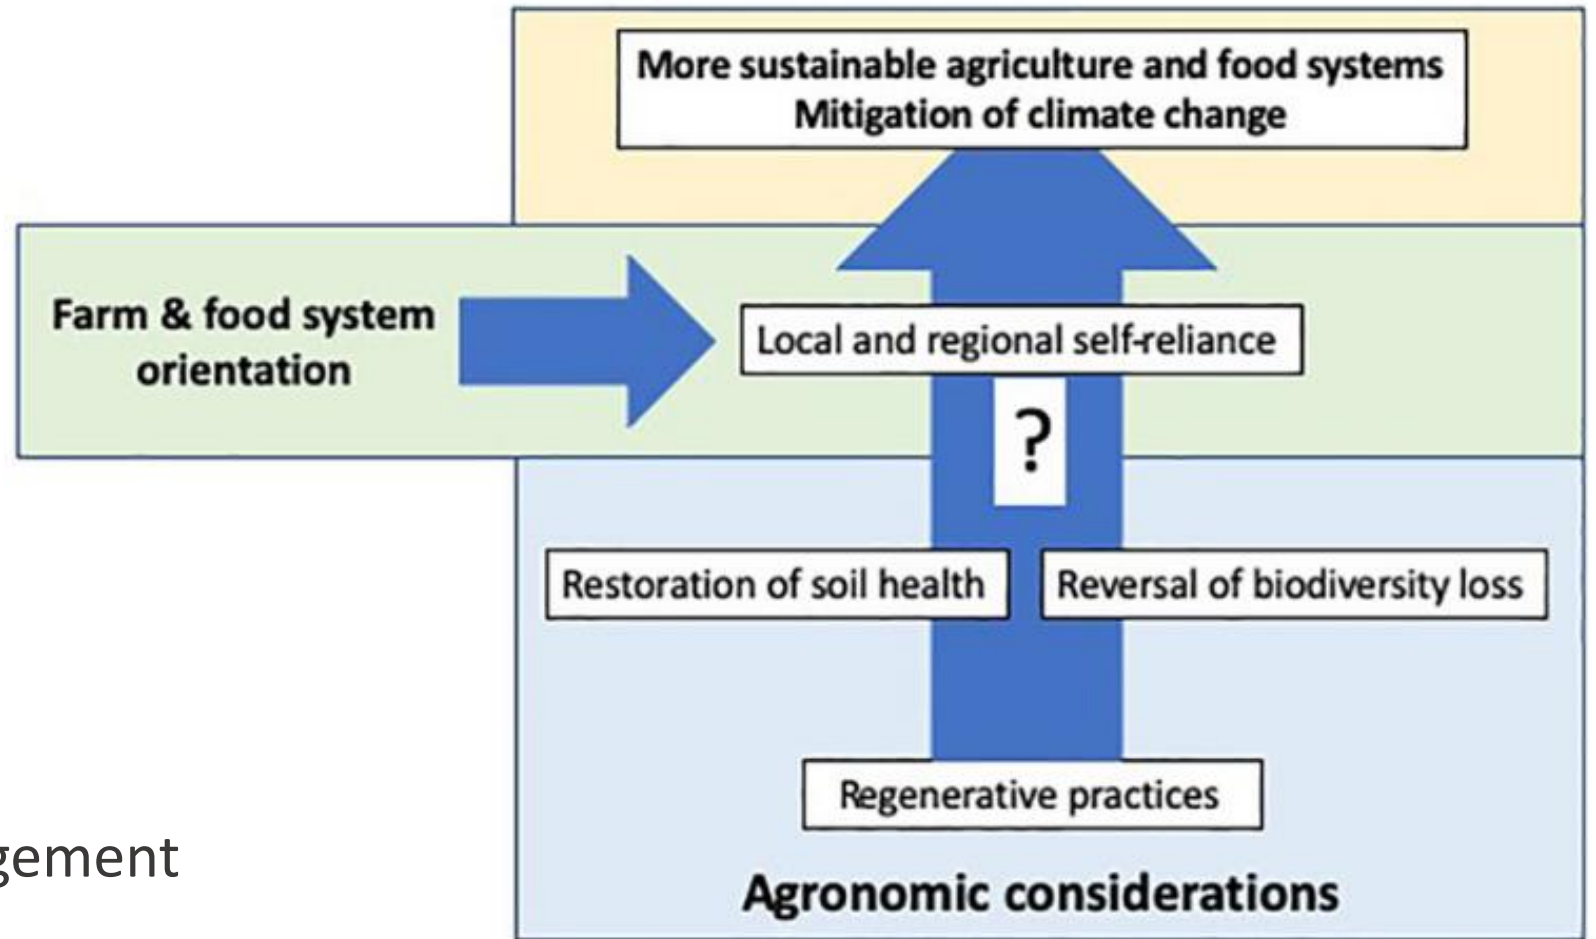 More sustainable agriculture and food systems
Mitigation of climate change
Farm & food system
orientation
Local and regional self-reliance
?
Restoration of soil health
Reversal of biodiversity loss
Regenerative practices
gement
Agronomic considerations